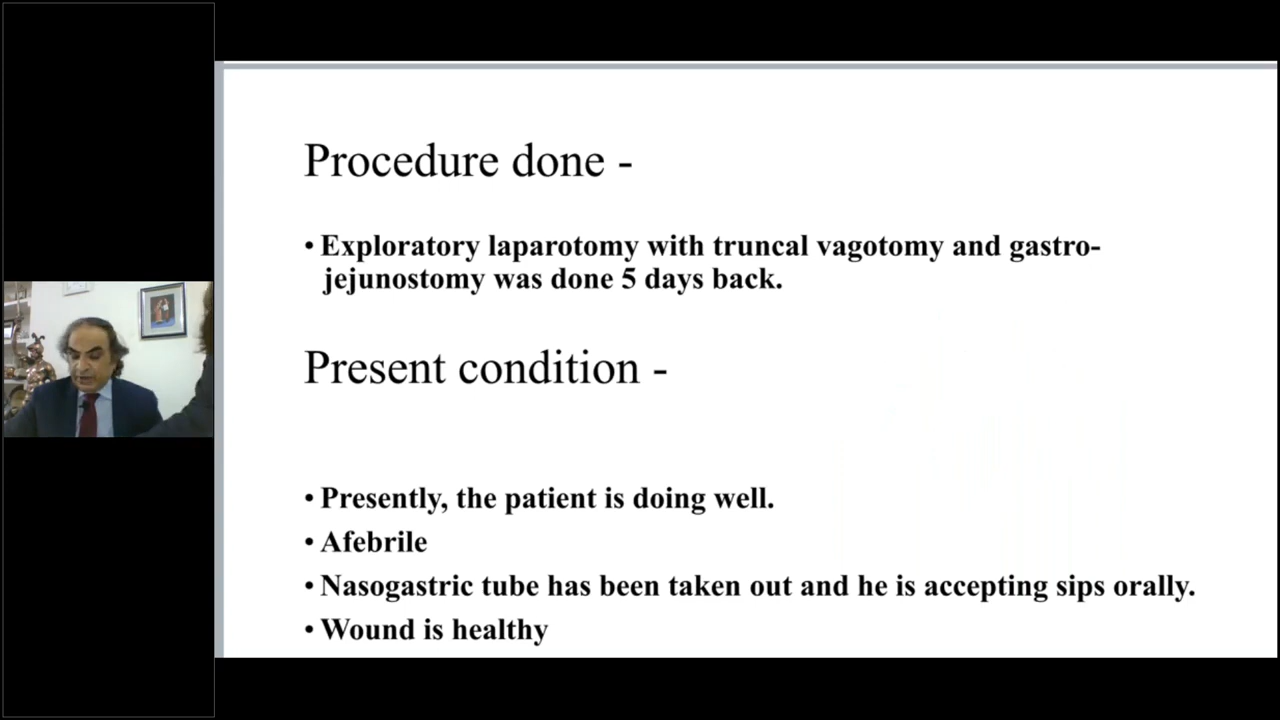 Procedure done -
• Exploratory laparotomy with truncal vagotomy and gastro-
jejunostomy was done 5 days back.
Present condition -
• Presently, the patient is doing well.
• Afebrile
• Nasogastric tube has been taken out and he is accepting sips orally.
• Wound is healthy